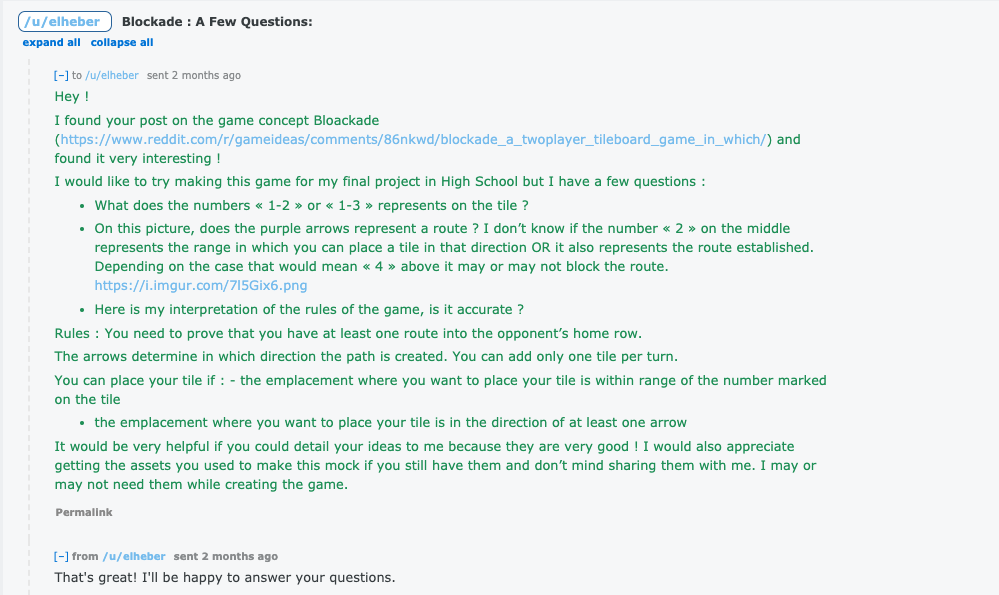 /u/elheber Blockade : A Few Questions:
expand all collapse all
[–] to /u/elheber sent 2 months ago
Hey !
I found your post on the game concept Bloackade
(https://www.reddit.com/r/gameideas/comments/86nkwd/blockade_a_twoplayer_tileboard_game_in_which/) and
found it very interesting !
I would like to try making this game for my final project in High School but I have a few questions :
• What does the numbers « 1-2 » or « 1-3 » represents on the tile ?
• On this picture, does the purple arrows represent a route ? I don’t know if the number « 2 » on the middle
represents the range in which you can place a tile in that direction OR it also represents the route established.
Depending on the case that would mean « 4 » above it may or may not block the route.
https://i.imgur.com/7l5Gix6.png
• Here is my interpretation of the rules of the game, is it accurate ?
Rules : You need to prove that you have at least one route into the opponent’s home row.
The arrows determine in which direction the path is created. You can add only one tile per turn.
You can place your tile if : - the emplacement where you want to place your tile is within range of the number marked
on the tile
• the emplacement where you want to place your tile is in the direction of at least one arrow
It would be very helpful if you could detail your ideas to me because they are very good ! I would also appreciate
getting the assets you used to make this mock if you still have them and don’t mind sharing them with me. I may or
may not need them while creating the game.
Permalink
[–] from /u/elheber sent 2 months ago
That's great! I'll be happy to answer your questions.